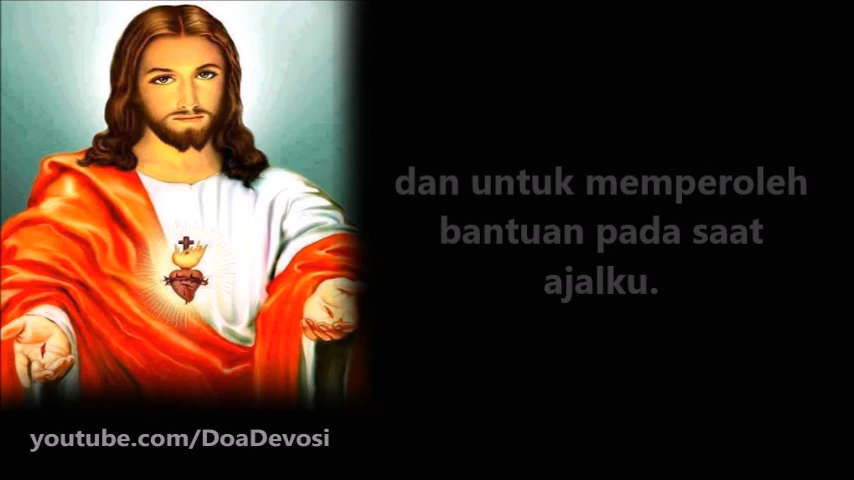 dan untuk memperoleh
bantuan pada saat
ajalku.
youtube.com/DoaDevosi